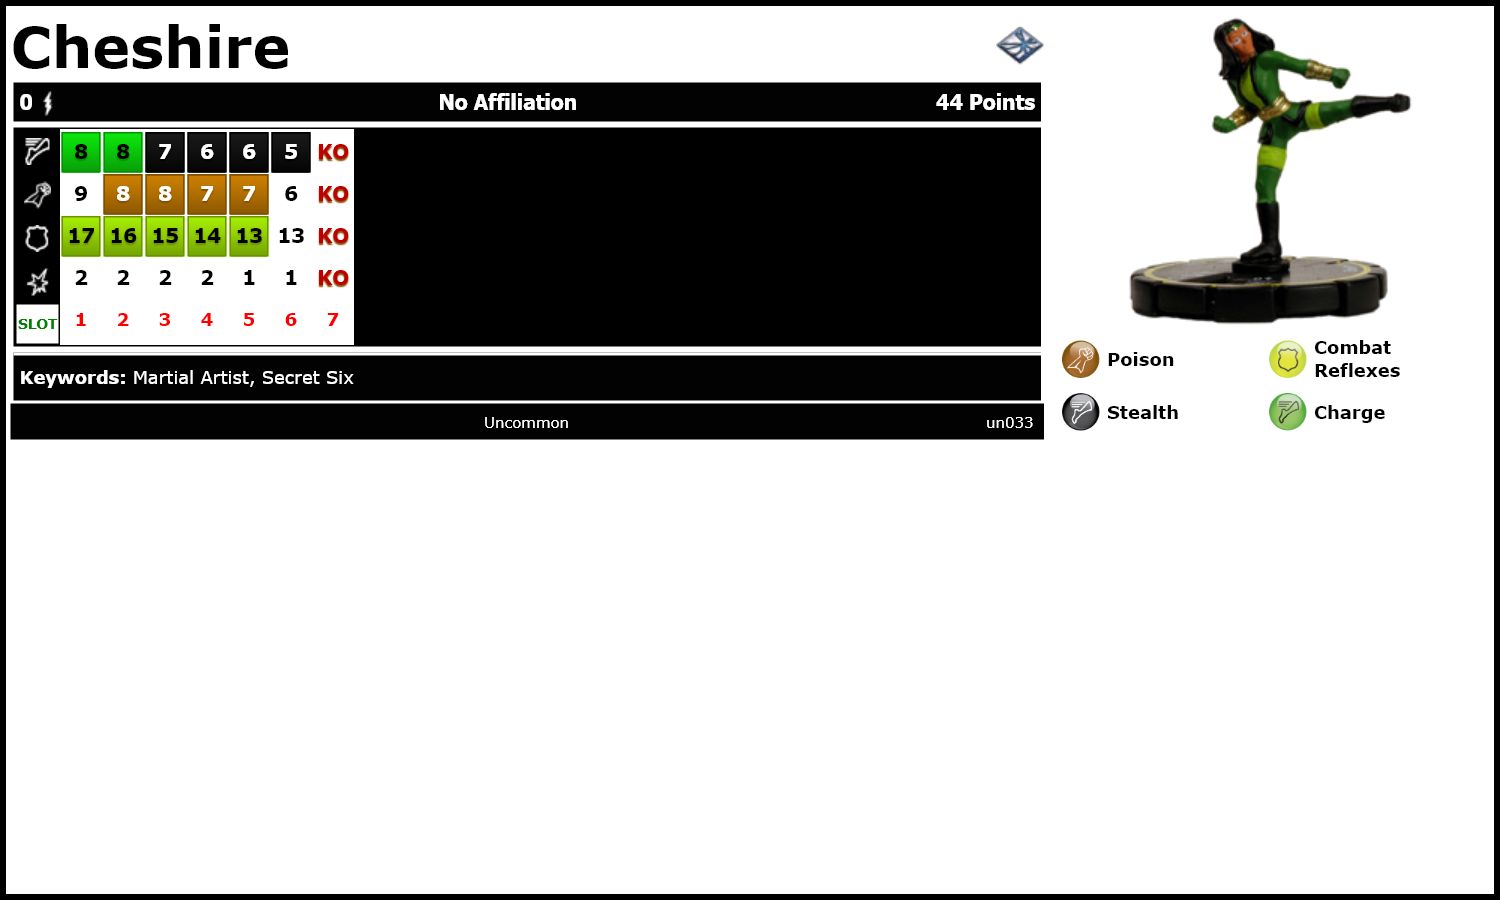 Cheshire
0 No Affiliation 44 Points
8 8 7 6 6 5 KO
9 8 8 7 7 6 KO
17 16 15 14 13 13 KO
2 2 2 2 1 1 KO
SLOT 1 2 3 4 5 6 7
Keywords: Martial Artist, Secret Six
Uncommon un033
Poison
Combat
Reflexes
Stealth
Charge